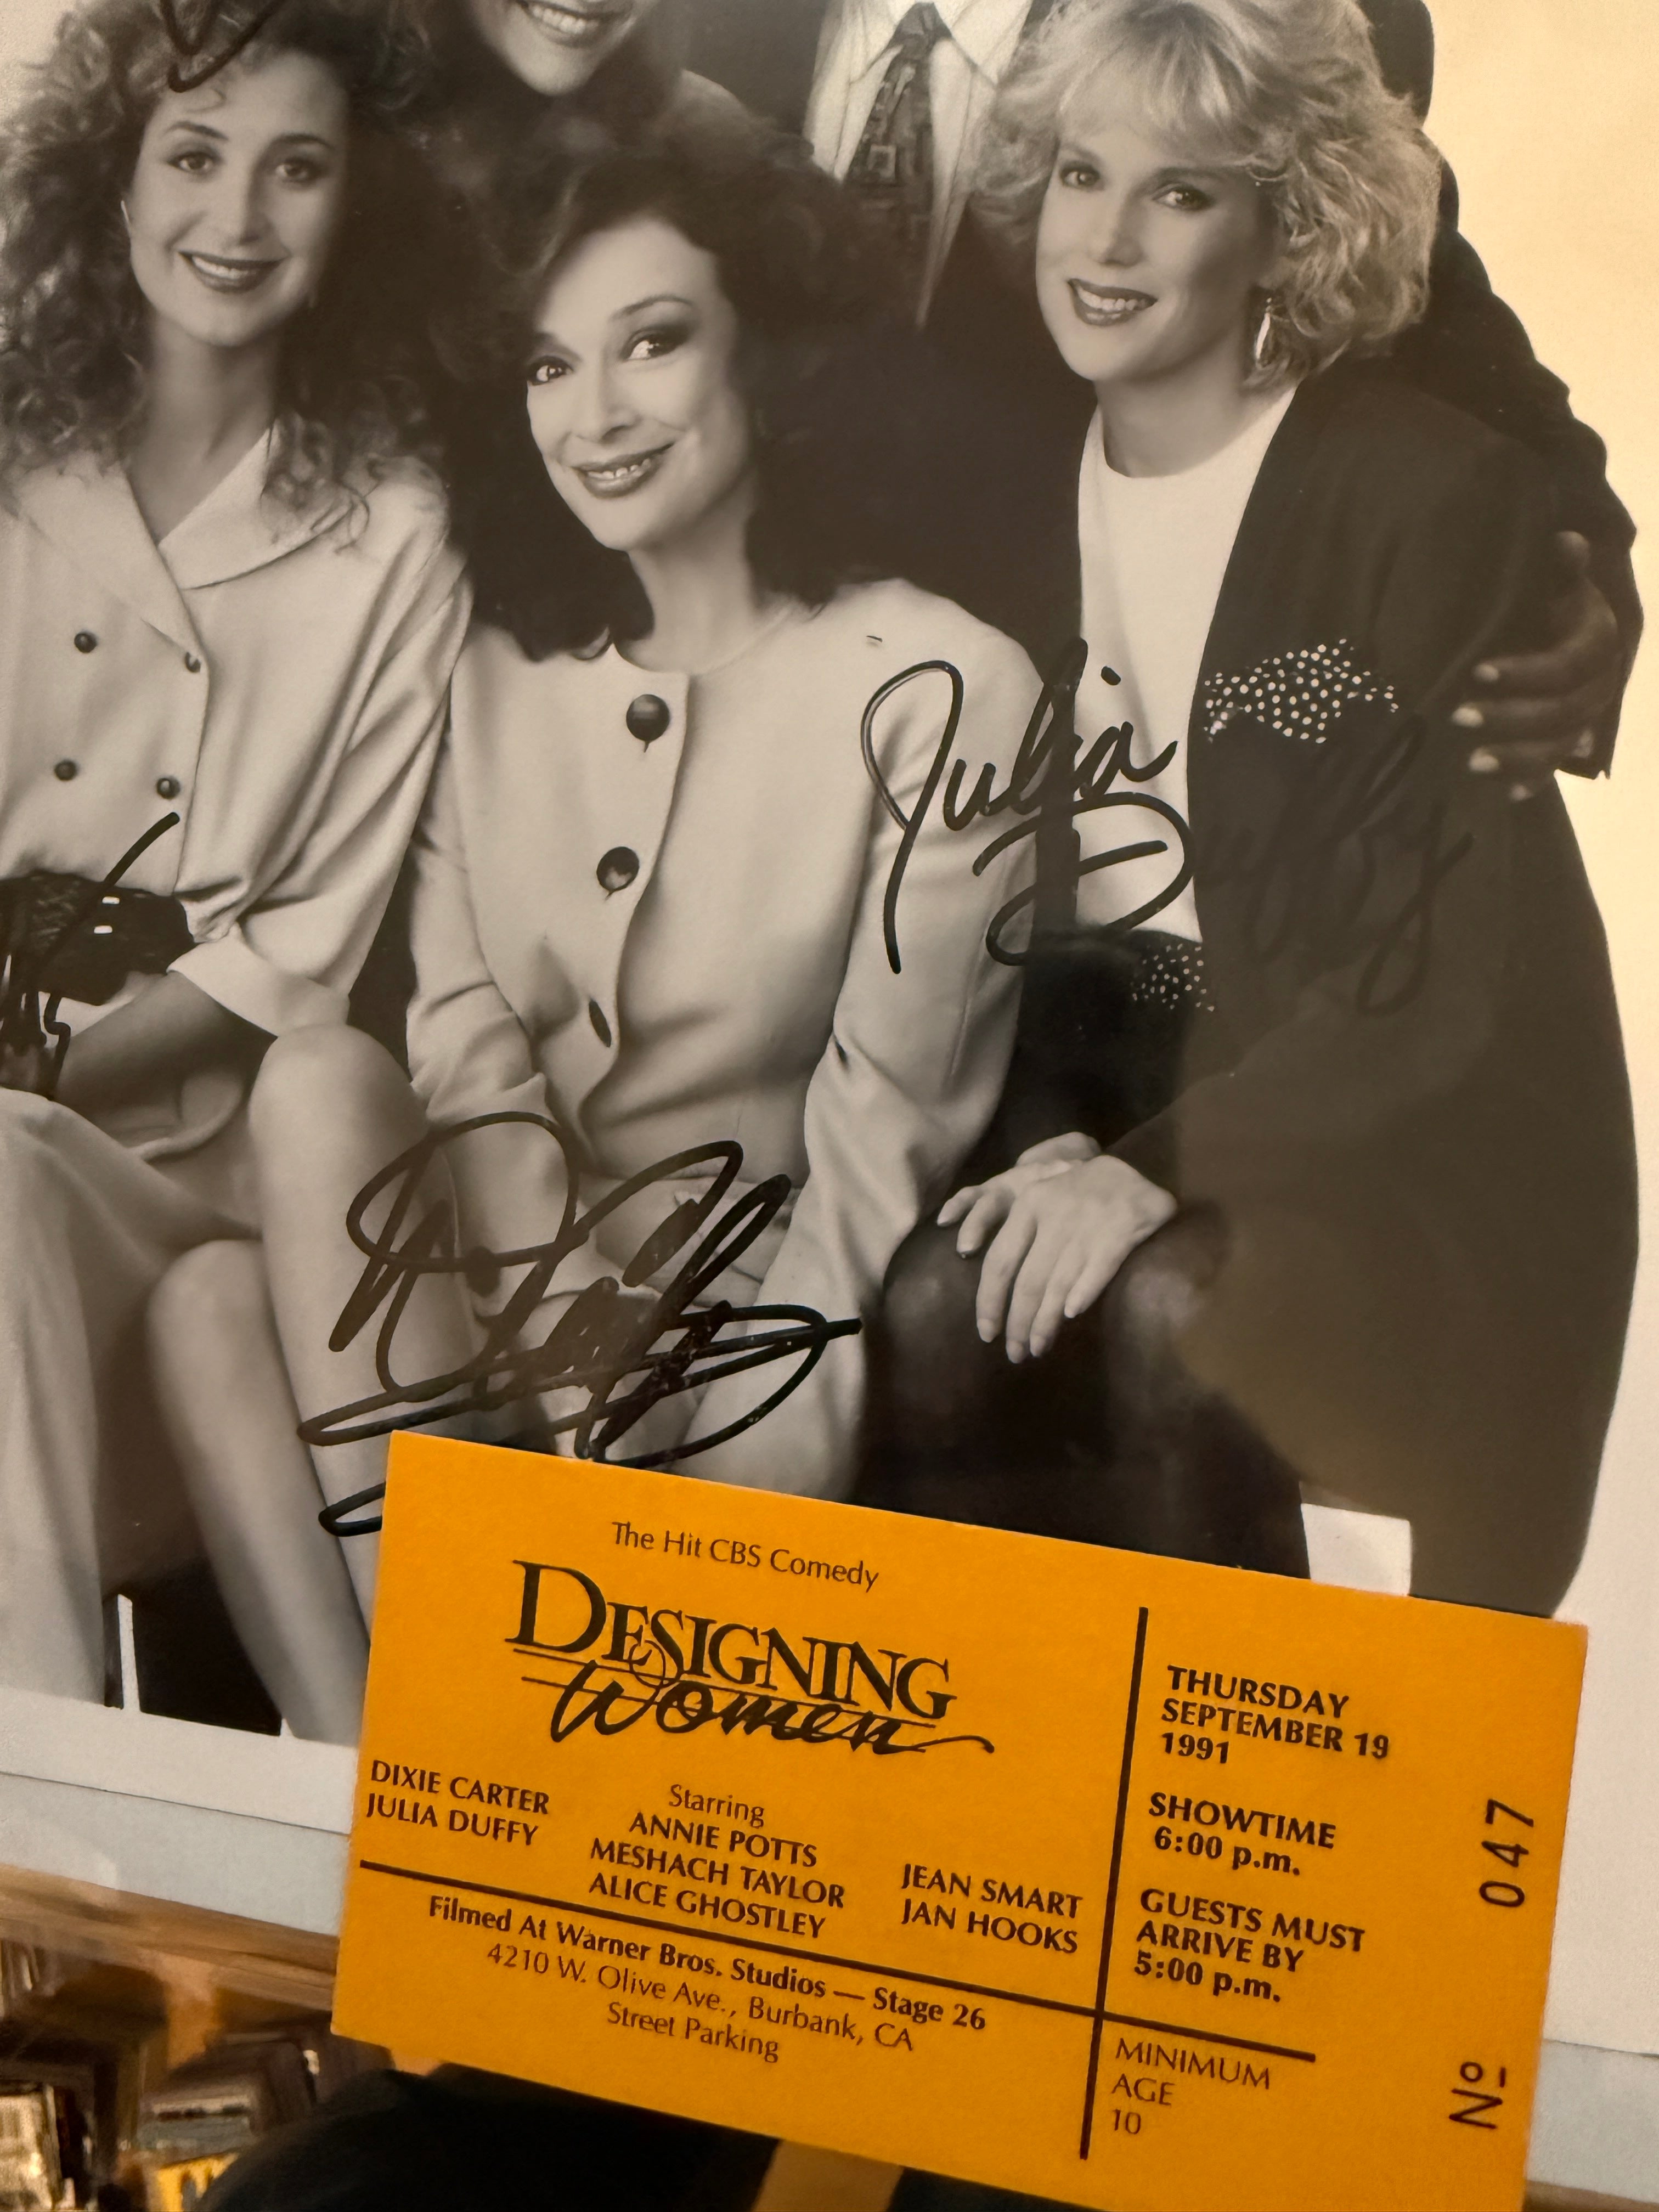 Julia
Duffy
The Hit CBS Comedy
DESIGNING
Women
Starring
DIXIE CARTER
JULIA DUFFY
ANNIE POTTS
MESHACH TAYLOR
ALICE GHOSTLEY
JEAN SMART
JAN HOOKS
Filmed At Warner Bros. Studios — Stage 26
4210 W. Olive Ave., Burbank, CA
Street Parking
THURSDAY
SEPTEMBER 19
1991
SHOWTIME
6:00 p.m.
GUESTS MUST
ARRIVE BY
5:00 p.m.
MINIMUM
AGE
10
Nº 047